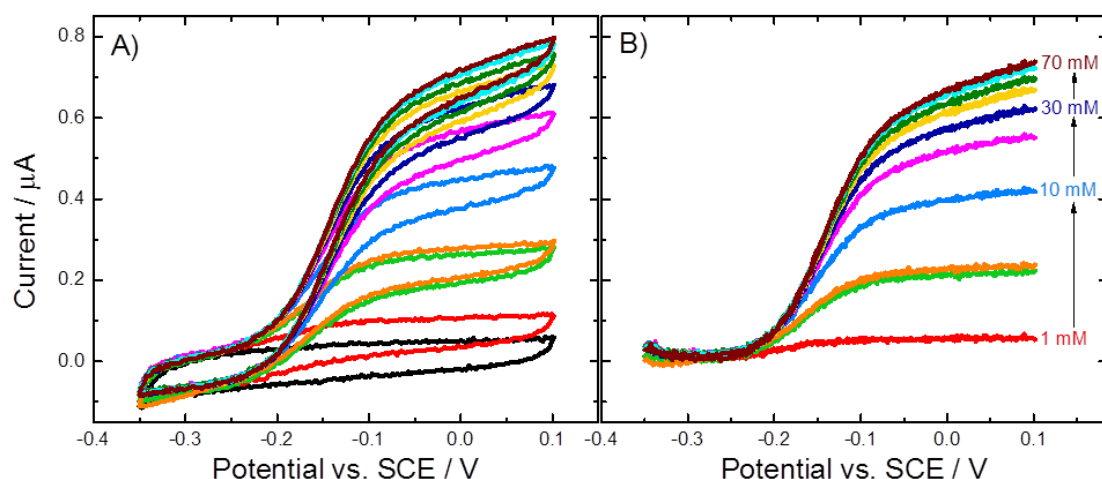 A)
B)
0.8
0.6
0.4
0.2
0.0
Current / μA
70 mM
30 mM
10 mM
1 mM
-0.4 -0.3 -0.2 -0.1 0.0 0.1 -0.4 -0.3 -0.2 -0.1 0.0 0.1
Potential vs. SCE / V Potential vs. SCE / V